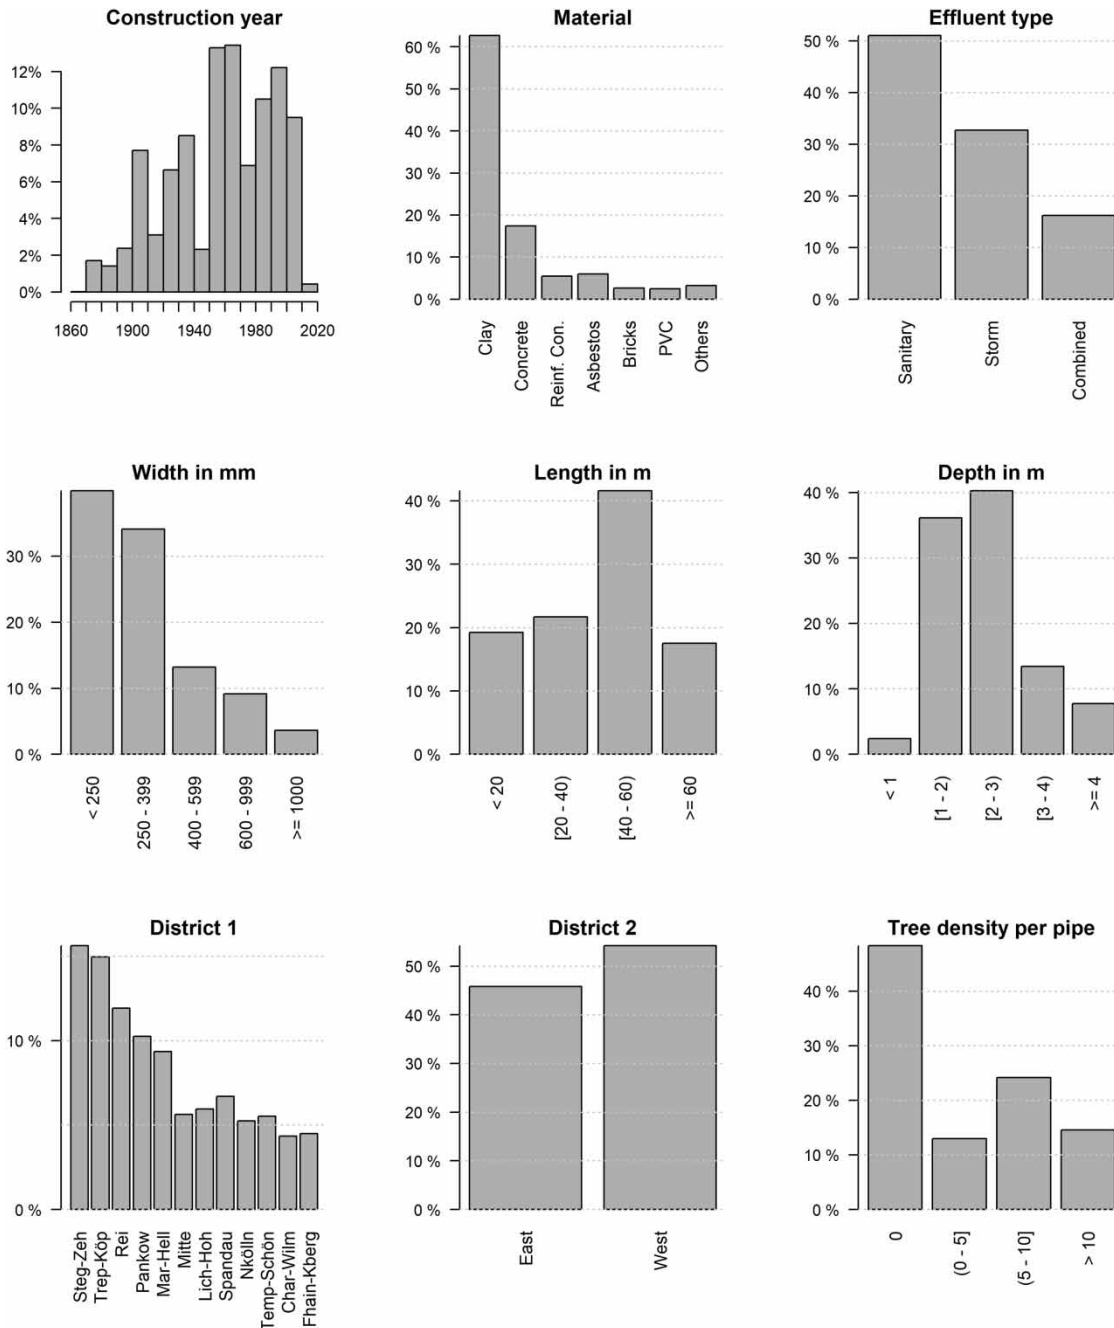 Construction year
12%
10%
8%
6%
4%
2%
0%
1860
1900
1940
1980
2020
Material
60 %
50 %
40 %
30 %
20 %
10 %
0 %
Clay
Concrete
Reinf. Con.
Asbestos
Bricks
PVC
Others
Effluent type
50 %
40 %
30 %
20 %
10 %
0 %
Sanitary
Storm
Combined
Width in mm
30 %
20 %
10 %
0 %
< 250
250 - 399
400 - 599
600 - 999
>= 1000
Length in m
40 %
30 %
20 %
10 %
0 %
< 20
[20 - 40)
[40 - 60)
>= 60
Depth in m
40 %
30 %
20 %
10 %
0 %
< 1
[1 - 2)
[2 - 3)
[3 - 4)
>= 4
District 1
10 %
0 %
Steg-Zeh
Trep-Köp
Rei
Pankow
Mar-Hell
Mitte
Lich-Hoh
Spandau
Nkölln
Temp-Schön
Char-Wilm
Fhain-Kberg
District 2
50 %
40 %
30 %
20 %
10 %
0 %
East
West
Tree density per pipe
40 %
30 %
20 %
10 %
0 %
0
(0 - 5]
(5 - 10]
> 10